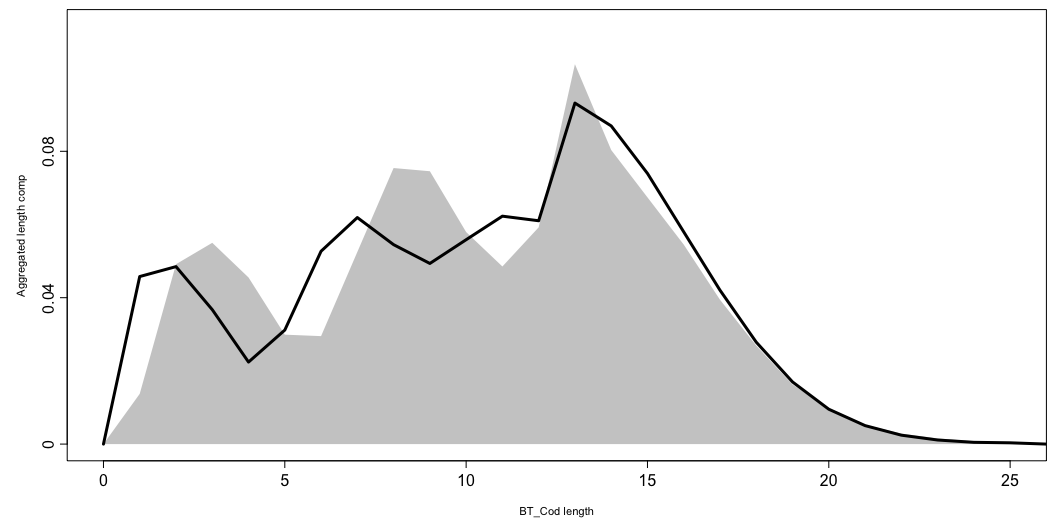 Aggregated length comp
0.08
0.04
0
0 5 10 15 20 25
BT_Cod length